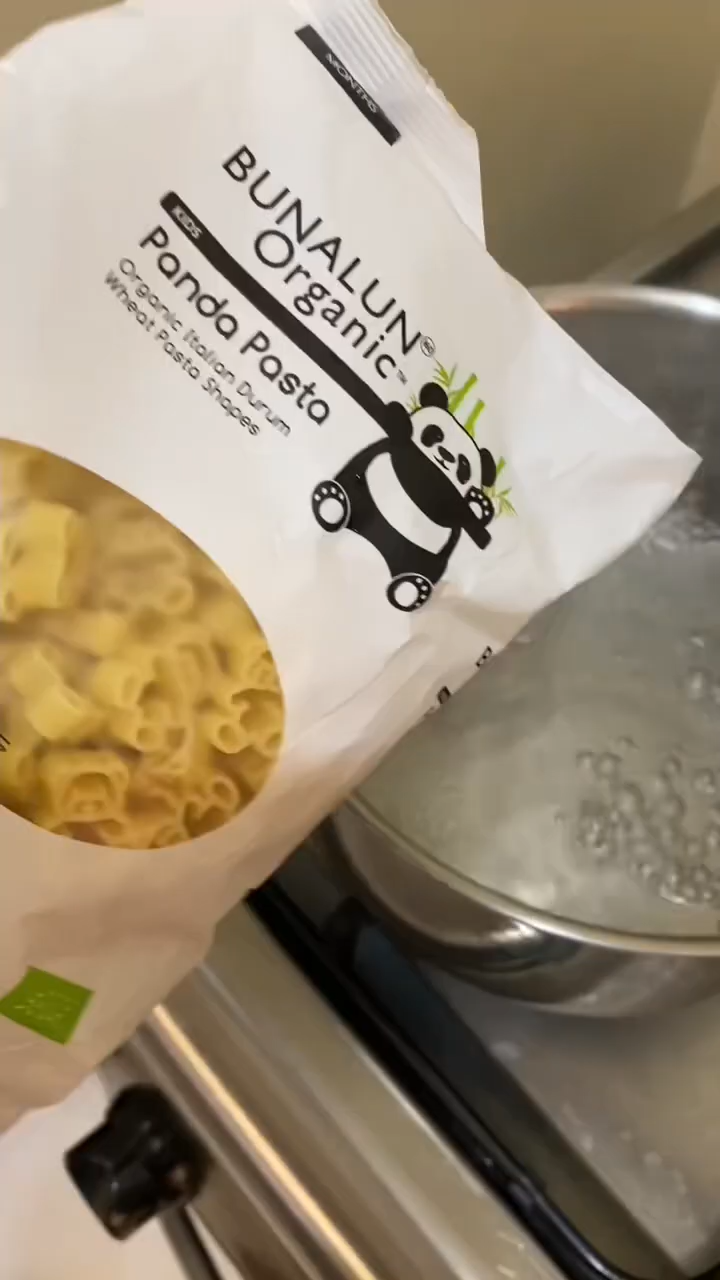 MONTHS
BUNALUN®
Organic™
KIDS
Panda Pasta
Organic Italian Durum
Wheat Pasta Shapes